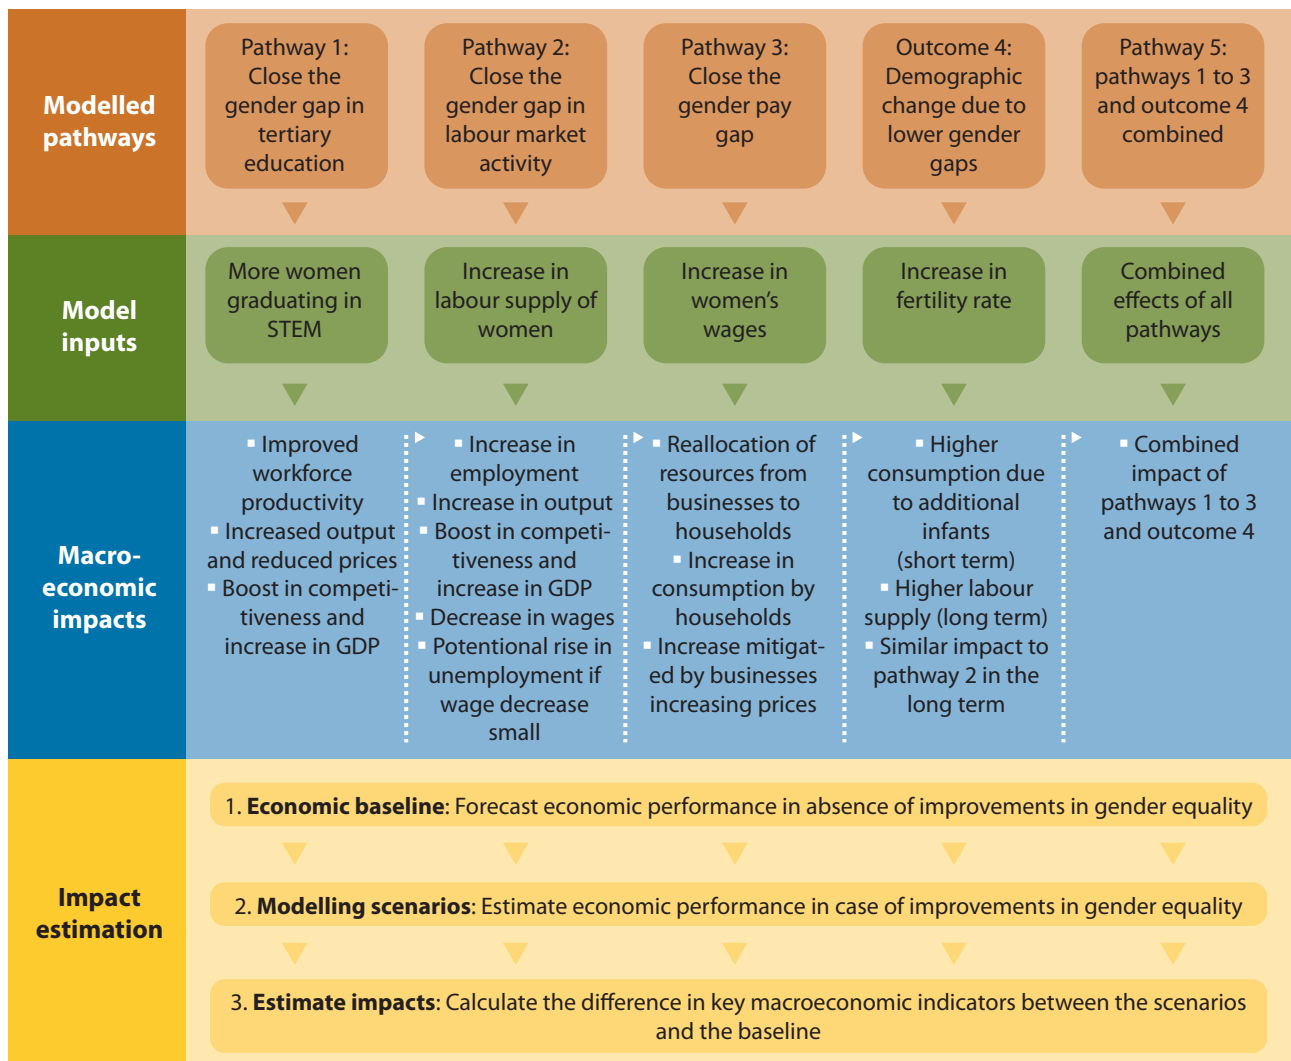 Modelled
pathways
Pathway 1:
Close the
gender gap in
tertiary
education
Pathway 2:
Close the
gender gap in
labour market
activity
Pathway 3:
Close the
gender pay
gap
Outcome 4:
Demographic
change due to
lower gender
gaps
Pathway 5:
pathways 1 to 3
and outcome 4
combined
Model
inputs
More women
graduating in
STEM
Increase in
labour supply of
women
Increase in
women's
wages
Increase in
fertility rate
Combined
effects of all
pathways
Macro-
economic
impacts
▪ Improved
workforce
productivity
▪ Increased output
and reduced prices
▪ Boost in competi-
tiveness and
increase in GDP
▪ Increase in
employment
▪ Increase in output
▪ Boost in competi-
tiveness and
increase in GDP
▪ Decrease in wages
▪ Potentional rise in
unemployment if
wage decrease
small
▪ Reallocation of
resources from
businesses to
households
▪ Increase in
consumption by
households
▪ Increase mitigat-
ed by businesses
increasing prices
▪ Higher
consumption due
to additional
infants
(short term)
▪ Higher labour
supply (long term)
▪ Similar impact to
pathway 2 in the
long term
▪ Combined
impact of
pathways 1 to 3
and outcome 4
Impact
estimation
1. Economic baseline: Forecast economic performance in absence of improvements in gender equality
2. Modelling scenarios: Estimate economic performance in case of improvements in gender equality
3. Estimate impacts: Calculate the difference in key macroeconomic indicators between the scenarios
and the baseline